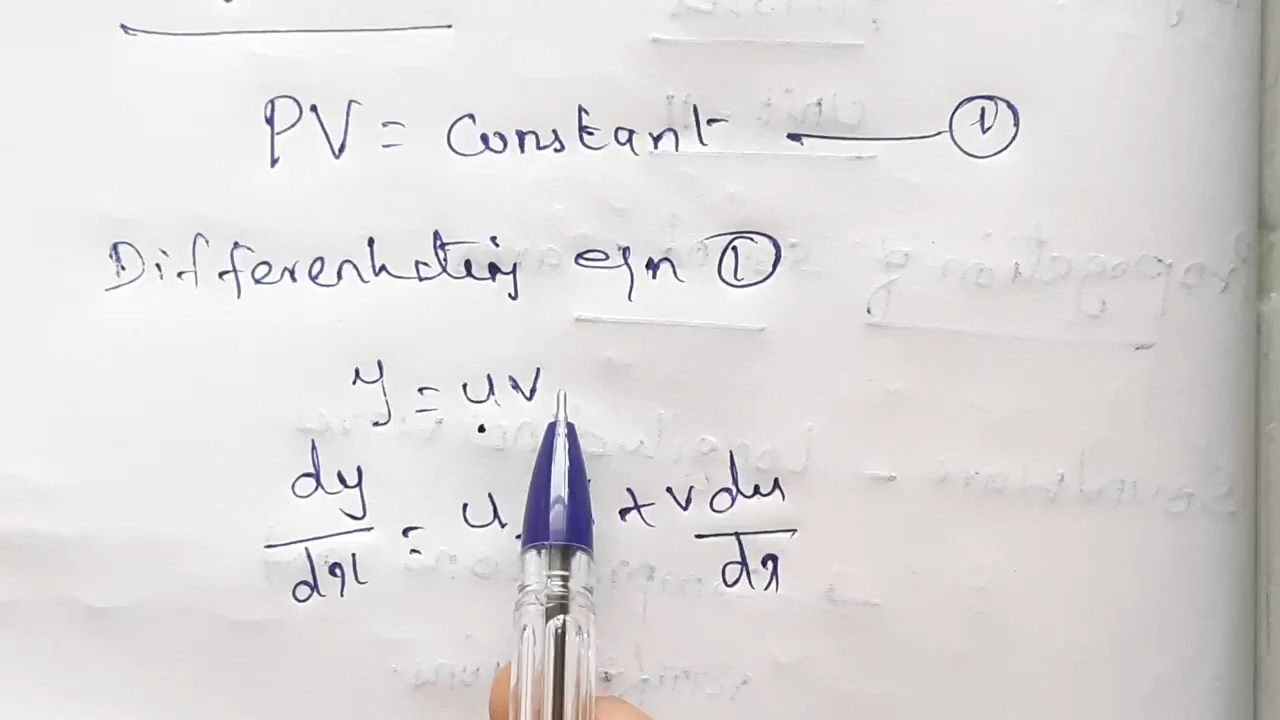 PV = Constant ①
Differentiating eqn ①
y = uv
dy/dx = u + v du/dx